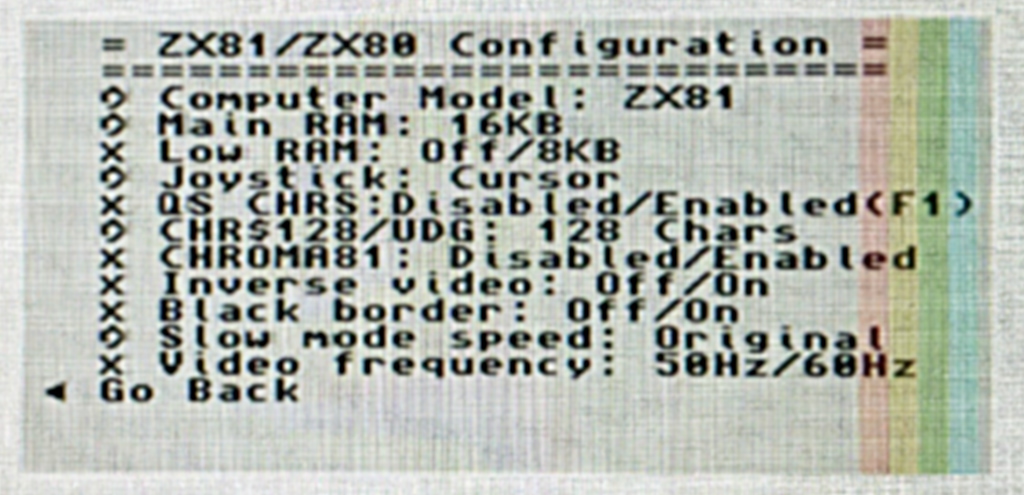 = ZX81/ZX80 Configuration =
===========================
◇ Computer Model: ZX81
◇ Main RAM: 16KB
X Low RAM: Off/8KB
◇ Joystick: Cursor
X QS CHRS:Disabled/Enabled(F1)
◇ CHR$128/UDG: 128 Chars
X CHROMA81: Disabled/Enabled
X Inverse video: Off/On
X Black border: Off/On
◇ Slow mode speed: Original
X Video frequency: 50Hz/60Hz
◄ Go Back